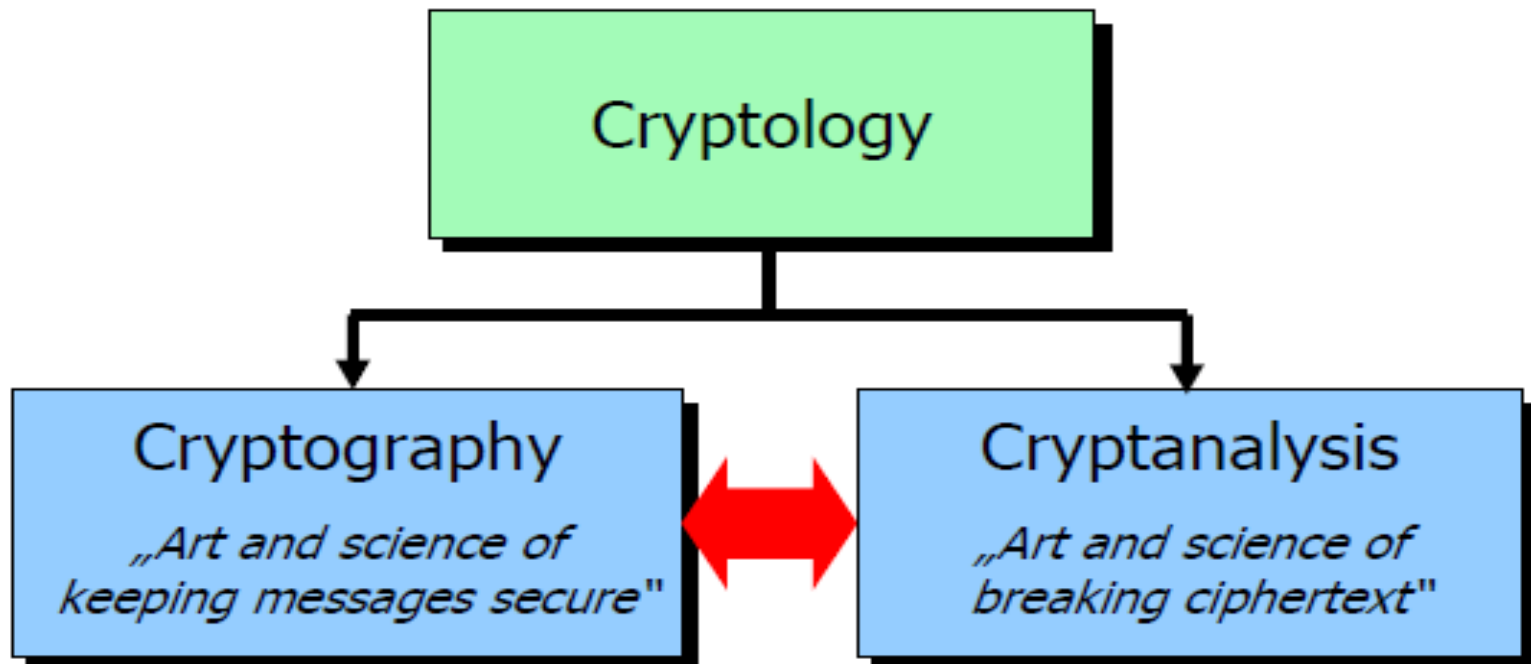 Cryptology
Cryptography
„Art and science of
keeping messages secure"
Cryptanalysis
„Art and science of
breaking ciphertext"